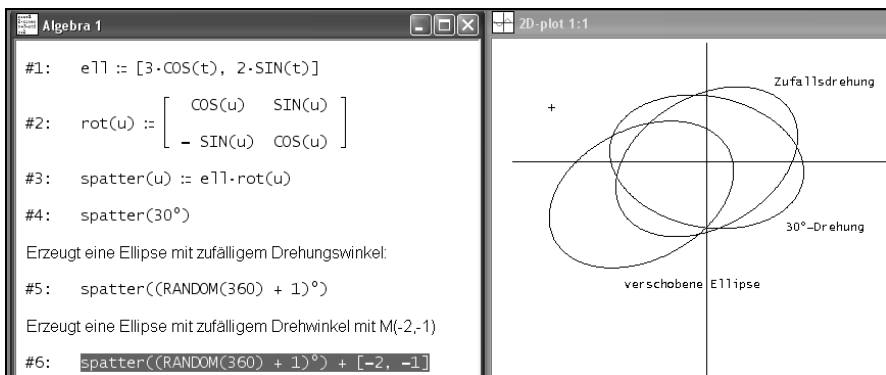 Algebra 1
#1: ell := [3·COS(t), 2·SIN(t)]
#2: rot(u) := [ COS(u) SIN(u)
- SIN(u) COS(u) ]
#3: spatter(u) := ell·rot(u)
#4: spatter(30°)
Erzeugt eine Ellipse mit zufälligem Drehungswinkel:
#5: spatter((RANDOM(360) + 1)°)
Erzeugt eine Ellipse mit zufälligem Drehwinkel mit M(-2,-1)
#6: spatter((RANDOM(360) + 1)°) + [-2, -1]
2D-plot 1:1
Zufallsdrehung
30°-Drehung
verschobene Ellipse